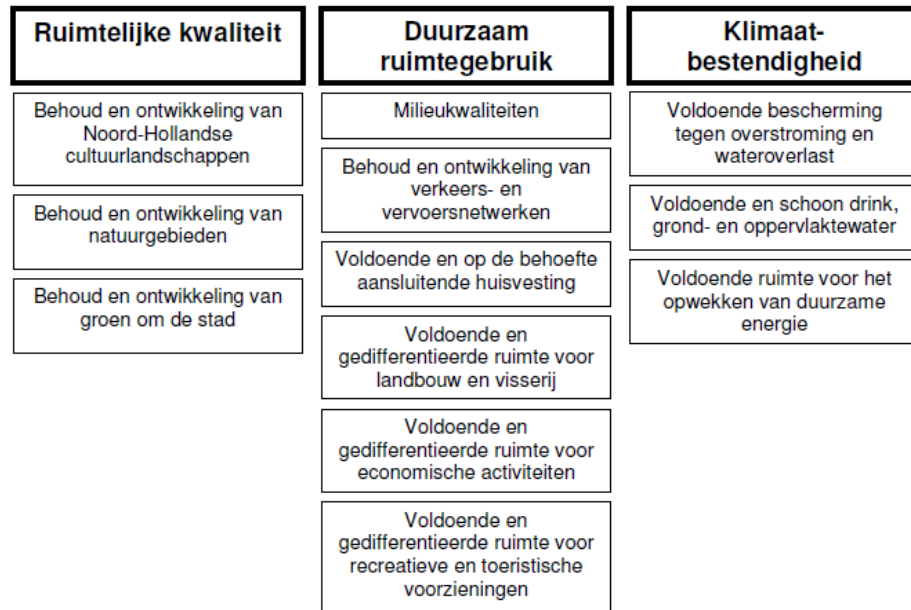 Ruimtelijke kwaliteit
Behoud en ontwikkeling van
Noord-Hollandse
cultuurlandschappen
Behoud en ontwikkeling van
natuurgebieden
Behoud en ontwikkeling van
groen om de stad
Duurzaam
ruimtegebruik
Milieukwaliteiten
Behoud en ontwikkeling van
verkeers- en
vervoersnetwerken
Voldoende en op de behoefte
aansluitende huisvesting
Voldoende en
gedifferentieerde ruimte voor
landbouw en visserij
Voldoende en
gedifferentieerde ruimte voor
economische activiteiten
Voldoende en
gedifferentieerde ruimte voor
recreatieve en toeristische
voorzieningen
Klimaat-
bestendigheid
Voldoende bescherming
tegen overstroming en
wateroverlast
Voldoende en schoon drink,
grond- en oppervlaktewater
Voldoende ruimte voor het
opwekken van duurzame
energie